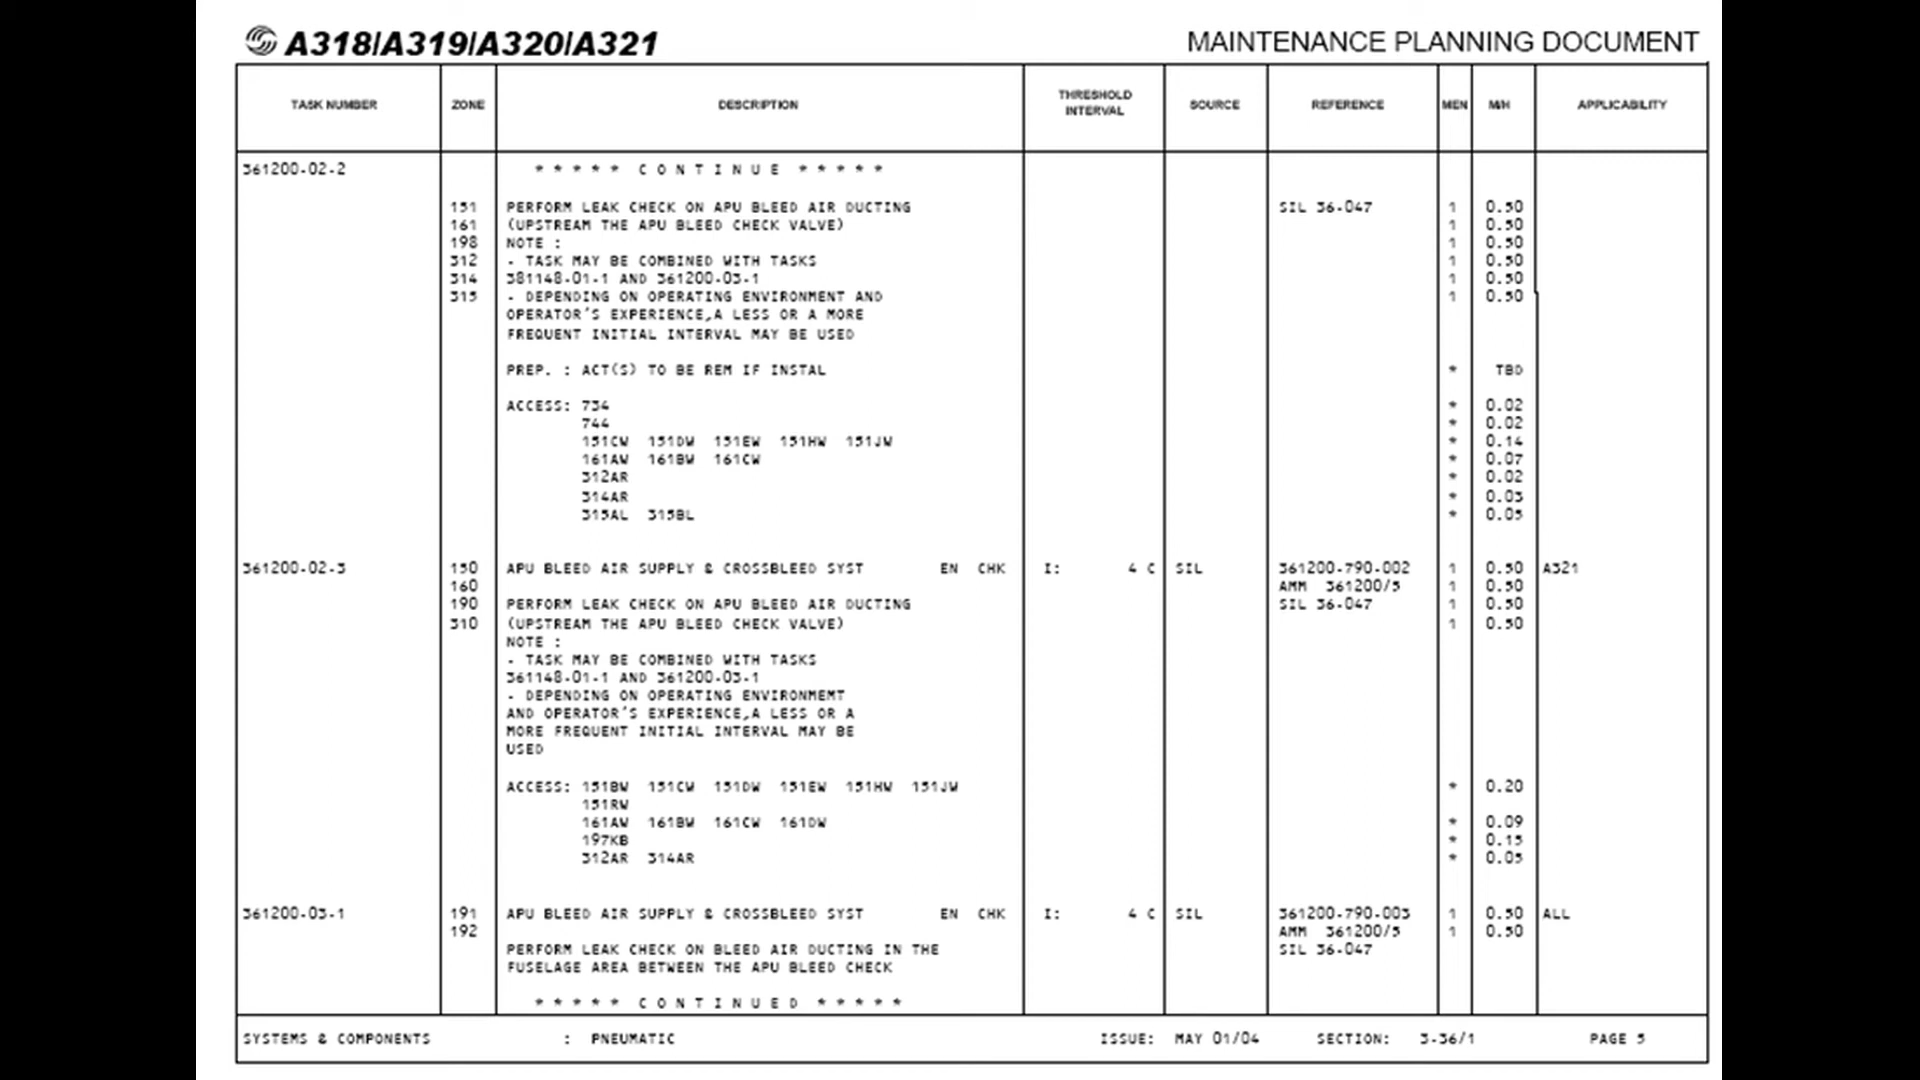 A318/A319/A320/A321 MAINTENANCE PLANNING DOCUMENT
TASK NUMBER ZONE DESCRIPTION THRESHOLD INTERVAL SOURCE REFERENCE MEN M/H APPLICABILITY
361200-02-2 * * * * * C O N T I N U E * * * * *
151 PERFORM LEAK CHECK ON APU BLEED AIR DUCTING SIL 36-047 1 0.50
161 (UPSTREAM THE APU BLEED CHECK VALVE) 1 0.50
198 NOTE : 1 0.50
312 - TASK MAY BE COMBINED WITH TASKS 1 0.50
314 381148-01-1 AND 361200-03-1 1 0.50
315 - DEPENDING ON OPERATING ENVIRONMENT AND 1 0.50
OPERATOR'S EXPERIENCE,A LESS OR A MORE
FREQUENT INITIAL INTERVAL MAY BE USED
PREP. : ACT(S) TO BE REM IF INSTAL * TBD
ACCESS: 734 * 0.02
744 * 0.02
151CW 151DW 151EW 151HW 151JW * 0.14
161AW 161BW 161CW * 0.07
312AR * 0.02
314AR * 0.03
315AL 315BL * 0.05
361200-02-3 150 APU BLEED AIR SUPPLY & CROSSBLEED SYST EN CHK I: 4 C SIL 361200-790-002 1 0.50 A321
160 AMM 361200/5 1 0.50
190 PERFORM LEAK CHECK ON APU BLEED AIR DUCTING SIL 36-047 1 0.50
310 (UPSTREAM THE APU BLEED CHECK VALVE) 1 0.50
NOTE :
- TASK MAY BE COMBINED WITH TASKS
361148-01-1 AND 361200-03-1
- DEPENDING ON OPERATING ENVIRONMEMT
AND OPERATOR'S EXPERIENCE,A LESS OR A
MORE FREQUENT INITIAL INTERVAL MAY BE
USED
ACCESS: 151BW 151CW 151DW 151EW 151HW 151JW * 0.20
151RW
161AW 161BW 161CW 161DW * 0.09
197KB * 0.15
312AR 314AR * 0.05
361200-03-1 191 APU BLEED AIR SUPPLY & CROSSBLEED SYST EN CHK I: 4 C SIL 361200-790-003 1 0.50 ALL
192 AMM 361200/5 1 0.50
PERFORM LEAK CHECK ON BLEED AIR DUCTING IN THE SIL 36-047
FUSELAGE AREA BETWEEN THE APU BLEED CHECK
* * * * * C O N T I N U E D * * * * *
SYSTEMS & COMPONENTS : PNEUMATIC ISSUE: MAY 01/04 SECTION: 3-36/1 PAGE 5